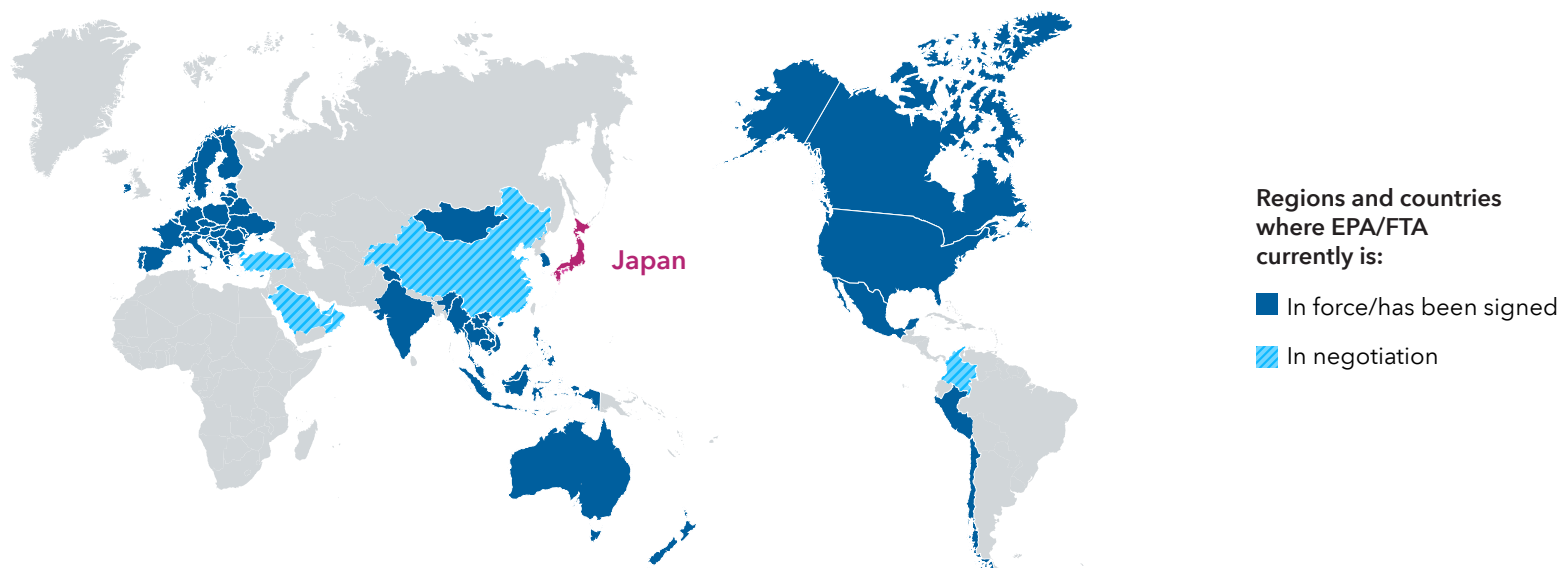 Japan
Regions and countries
where EPA/FTA
currently is:
In force/has been signed
In negotiation